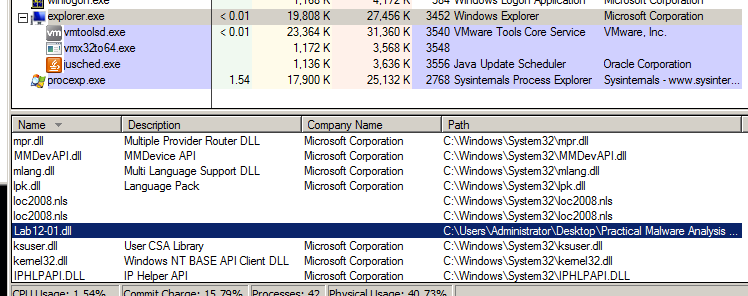 explorer.exe < 0.01 19,808 K 27,456 K 3452 Windows Explorer Microsoft Corporation
vmtoolsd.exe < 0.01 23,364 K 31,360 K 3540 VMware Tools Core Service VMware, Inc.
vmx32to64.exe 1,172 K 3,568 K 3548
jusched.exe 1,136 K 3,636 K 3556 Java Update Scheduler Oracle Corporation
procexp.exe 1.54 17,900 K 25,132 K 2768 Sysinternals Process Explorer Sysinternals - www.sysinter...
Name Description Company Name Path
mpr.dll Multiple Provider Router DLL Microsoft Corporation C:\Windows\System32\mpr.dll
MMDevAPI.dll MMDevice API Microsoft Corporation C:\Windows\System32\MMDevAPI.dll
mlang.dll Multi Language Support DLL Microsoft Corporation C:\Windows\System32\mlang.dll
lpk.dll Language Pack Microsoft Corporation C:\Windows\System32\lpk.dll
loc2008.nls C:\Windows\System32\loc2008.nls
loc2008.nls C:\Windows\System32\loc2008.nls
Lab12-01.dll C:\Users\Administrator\Desktop\Practical Malware Analysis ...
ksuser.dll User CSA Library Microsoft Corporation C:\Windows\System32\ksuser.dll
kernel32.dll Windows NT BASE API Client DLL Microsoft Corporation C:\Windows\System32\kernel32.dll
IPHLPAPI.DLL IP Helper API Microsoft Corporation C:\Windows\System32\IPHLPAPI.DLL
CPU Usage: 1.54% Commit Charge: 15.79% Processes: 42 Physical Usage: 40.73%